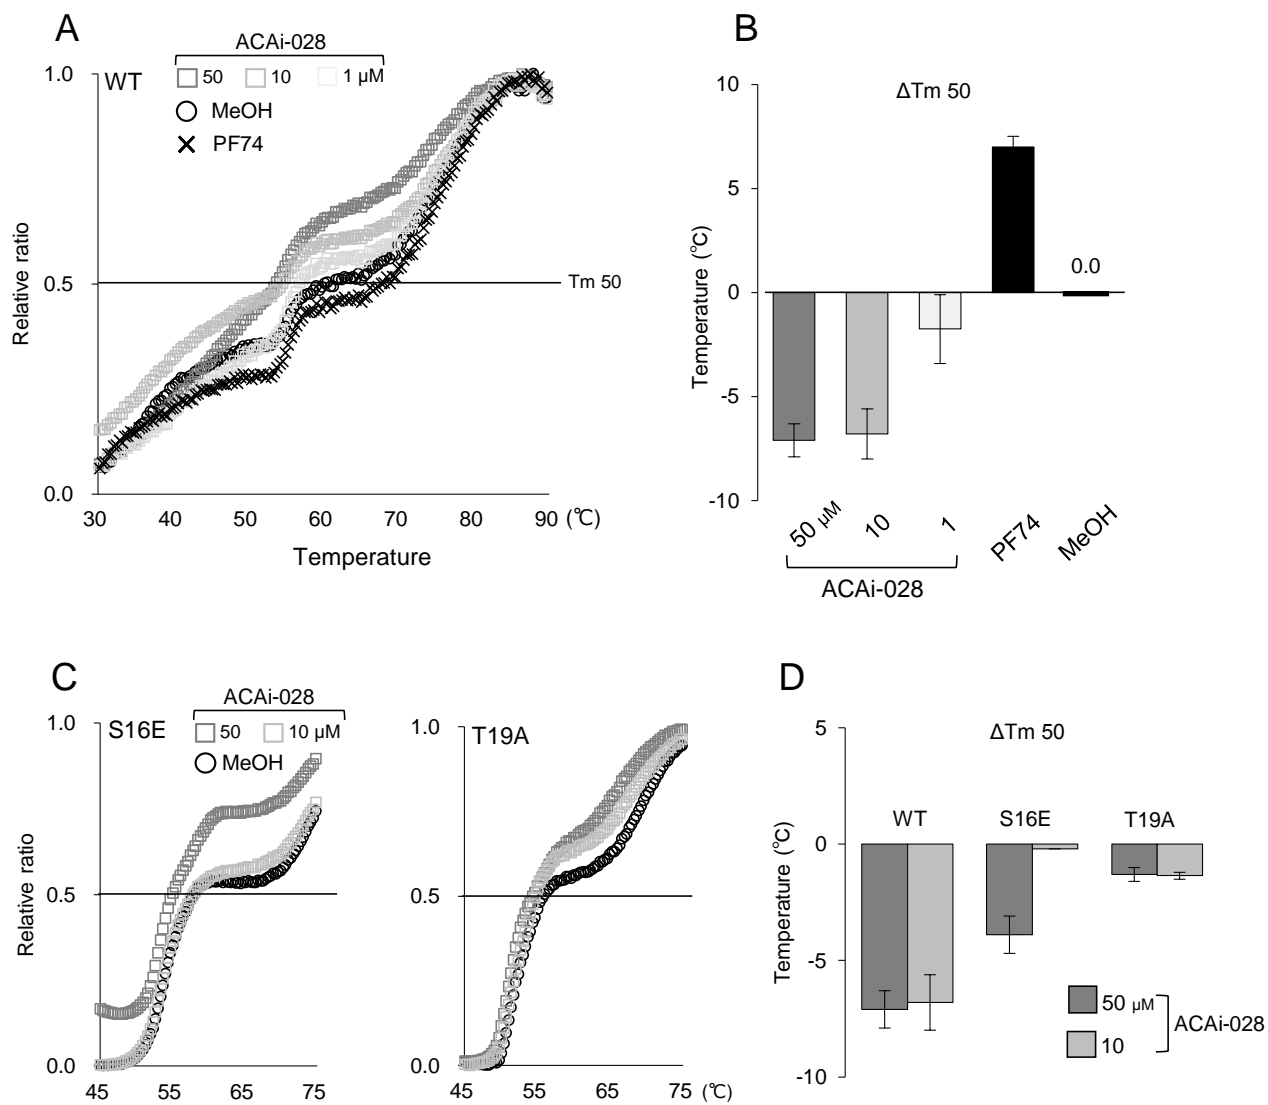 A
ACAi-028
WT
50 10 1 µM
MeOH
PF74
1.0
0.5
0.0
Relative ratio
Tm 50
30 40 50 60 70 80 90 (℃)
Temperature
B
ΔTm 50
10
5
0
-5
-10
Temperature (℃)
0.0
50 µM 10 1 PF74 MeOH
ACAi-028
C
ACAi-028
S16E
50 10 µM
MeOH
1.0
0.5
0.0
Relative ratio
45 55 65 75
T19A
1.0
0.5
0.0
45 55 65 75 (℃)
D
ΔTm 50
5
0
-5
-10
Temperature (℃)
WT S16E T19A
50 µM
10
ACAi-028